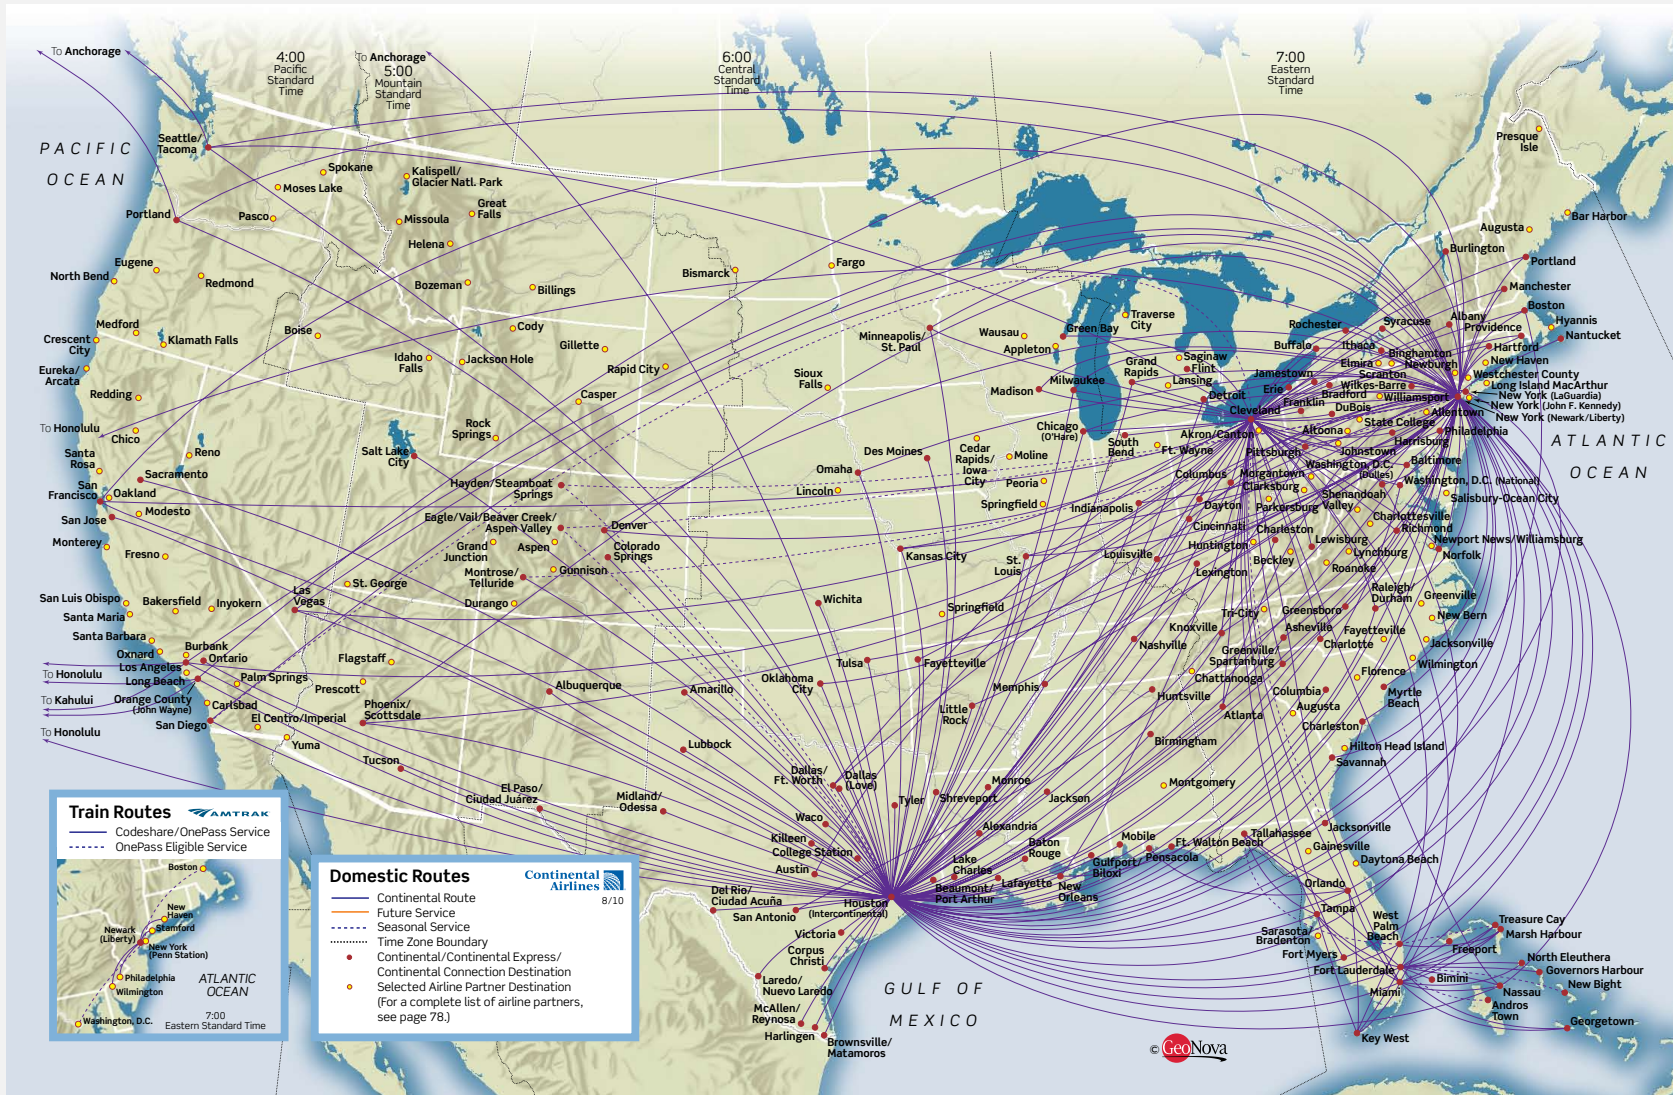 To Anchorage
To Anchorage
4:00
Pacific
Standard
Time
5:00
Mountain
Standard
Time
6:00
Central
Standard
Time
7:00
Eastern
Standard
Time
PACIFIC
OCEAN
Seattle/
Tacoma
Spokane
Moses Lake
Kalispell/
Glacier Natl. Park
Portland
Pasco
Missoula
Great
Falls
Helena
Eugene
North Bend
Redmond
Bozeman
Billings
Bismarck
Fargo
Medford
Crescent
City
Klamath Falls
Boise
Cody
Gillette
Idaho
Falls
Jackson Hole
Rapid City
Eureka/
Arcata
Redding
Casper
Sioux
Falls
Minneapolis/
St. Paul
Wausau
Appleton
Green Bay
Traverse
City
Presque
Isle
Bar Harbor
Augusta
Burlington
Portland
Manchester
Boston
Hyannis
Nantucket
Albany
Providence
Hartford
New Haven
Rochester
Syracuse
Buffalo
Ithaca
Binghamton
Elmira
Newburgh
Scranton
Westchester County
Jamestown
Long Island MacArthur
Erie
Wilkes-Barre
New York (LaGuardia)
Bradford
Williamsport
New York (John F. Kennedy)
Franklin
DuBois
Allentown
New York (Newark/Liberty)
Saginaw
Flint
Grand
Rapids
Lansing
Madison
Milwaukee
Detroit
Cleveland
To Honolulu
Chico
Rock
Springs
Santa
Rosa
Reno
Salt Lake
City
Sacramento
San
Francisco
Oakland
San Jose
Modesto
Monterey
Fresno
Hayden/Steamboat
Springs
Eagle/Vail/Beaver Creek/
Aspen Valley
Denver
Grand
Junction
Aspen
Colorado
Springs
Montrose/
Telluride
Gunnison
Durango
Omaha
Lincoln
Des Moines
Cedar
Rapids/
Iowa
City
Moline
Peoria
Springfield
Chicago
(O'Hare)
South
Bend
Akron/Canton
Ft. Wayne
Altoona
State College
Philadelphia
Harrisburg
Pittsburgh
Johnstown
ATLANTIC
OCEAN
Columbus
Morgantown
Washington, D.C.
(Dulles)
Baltimore
Clarksburg
Washington, D.C. (National)
Indianapolis
Dayton
Parkersburg
Shenandoah
Valley
Salisbury-Ocean City
Cincinnati
Charleston
Charlottesville
Richmond
Huntington
Lewisburg
Newport News/Williamsburg
Louisville
Beckley
Lynchburg
Norfolk
Lexington
Roanoke
Kansas City
St.
Louis
San Luis Obispo
Bakersfield
Inyokern
Las
Vegas
St. George
Santa Maria
Santa Barbara
Oxnard
Burbank
Ontario
Los Angeles
Long Beach
Palm Springs
Orange County
(John Wayne)
Carlsbad
San Diego
El Centro/Imperial
Yuma
To Honolulu
To Kahului
To Honolulu
Flagstaff
Prescott
Phoenix/
Scottsdale
Tucson
Wichita
Springfield
Tulsa
Fayetteville
Oklahoma
City
Albuquerque
Amarillo
Lubbock
Little
Rock
Memphis
Nashville
Knoxville
Tri-City
Greensboro
Raleigh/
Durham
Greenville
New Bern
Asheville
Fayetteville
Charlotte
Jacksonville
Greenville/
Spartanburg
Wilmington
Chattanooga
Florence
Huntsville
Columbia
Myrtle
Beach
Atlanta
Augusta
Charleston
Birmingham
Hilton Head Island
Savannah
Montgomery
El Paso/
Ciudad Juárez
Midland/
Odessa
Dallas/
Ft. Worth
Dallas
(Love)
Tyler
Shreveport
Monroe
Jackson
Waco
Killeen
College Station
Austin
Alexandria
Baton
Rouge
Lake
Charles
Lafayette
Mobile
Ft. Walton Beach
Tallahassee
Jacksonville
Gulfport/
Biloxi
Pensacola
Gainesville
Daytona Beach
Beaumont/
Port Arthur
New
Orleans
Del Rio/
Ciudad Acuña
San Antonio
Houston
(Intercontinental)
Victoria
Corpus
Christi
Laredo/
Nuevo Laredo
McAllen/
Reynosa
Harlingen
Brownsville/
Matamoros
GULF OF
MEXICO
Orlando
Tampa
West
Palm
Beach
Sarasota/
Bradenton
Fort Myers
Fort Lauderdale
Miami
Key West
Treasure Cay
Marsh Harbour
Freeport
North Eleuthera
Governors Harbour
Bimini
New Bight
Nassau
Andros
Town
Georgetown
© GeoNova
Train Routes
AMTRAK
Codeshare/OnePass Service
OnePass Eligible Service
Boston
New
Haven
Stamford
Newark
(Liberty)
New York
(Penn Station)
Philadelphia
Wilmington
ATLANTIC
OCEAN
Washington, D.C.
7:00
Eastern Standard Time
Domestic Routes
Continental
Airlines
8/10
Continental Route
Future Service
Seasonal Service
Time Zone Boundary
Continental/Continental Express/
Continental Connection Destination
Selected Airline Partner Destination
(For a complete list of airline partners,
see page 78.)